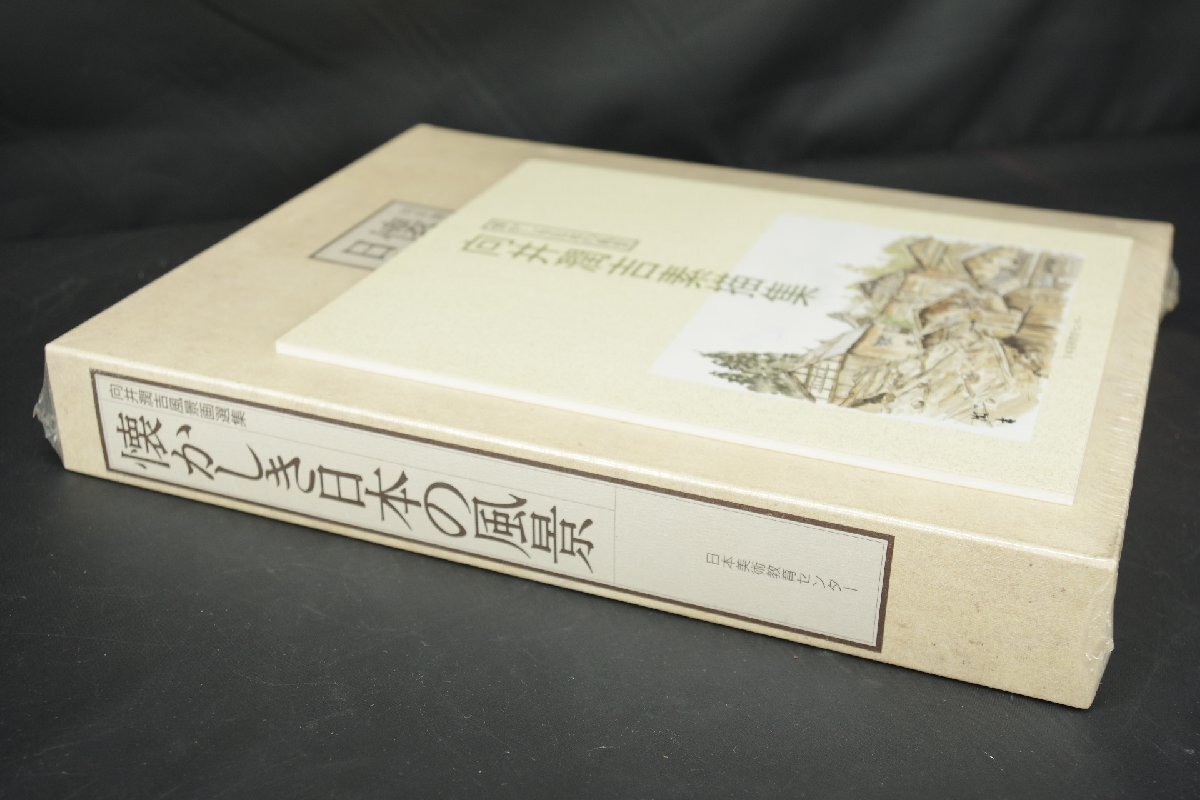 向井潤吉風景画選集
懐かしき日本の風景
日本美術教育センター
向井潤吉素描集